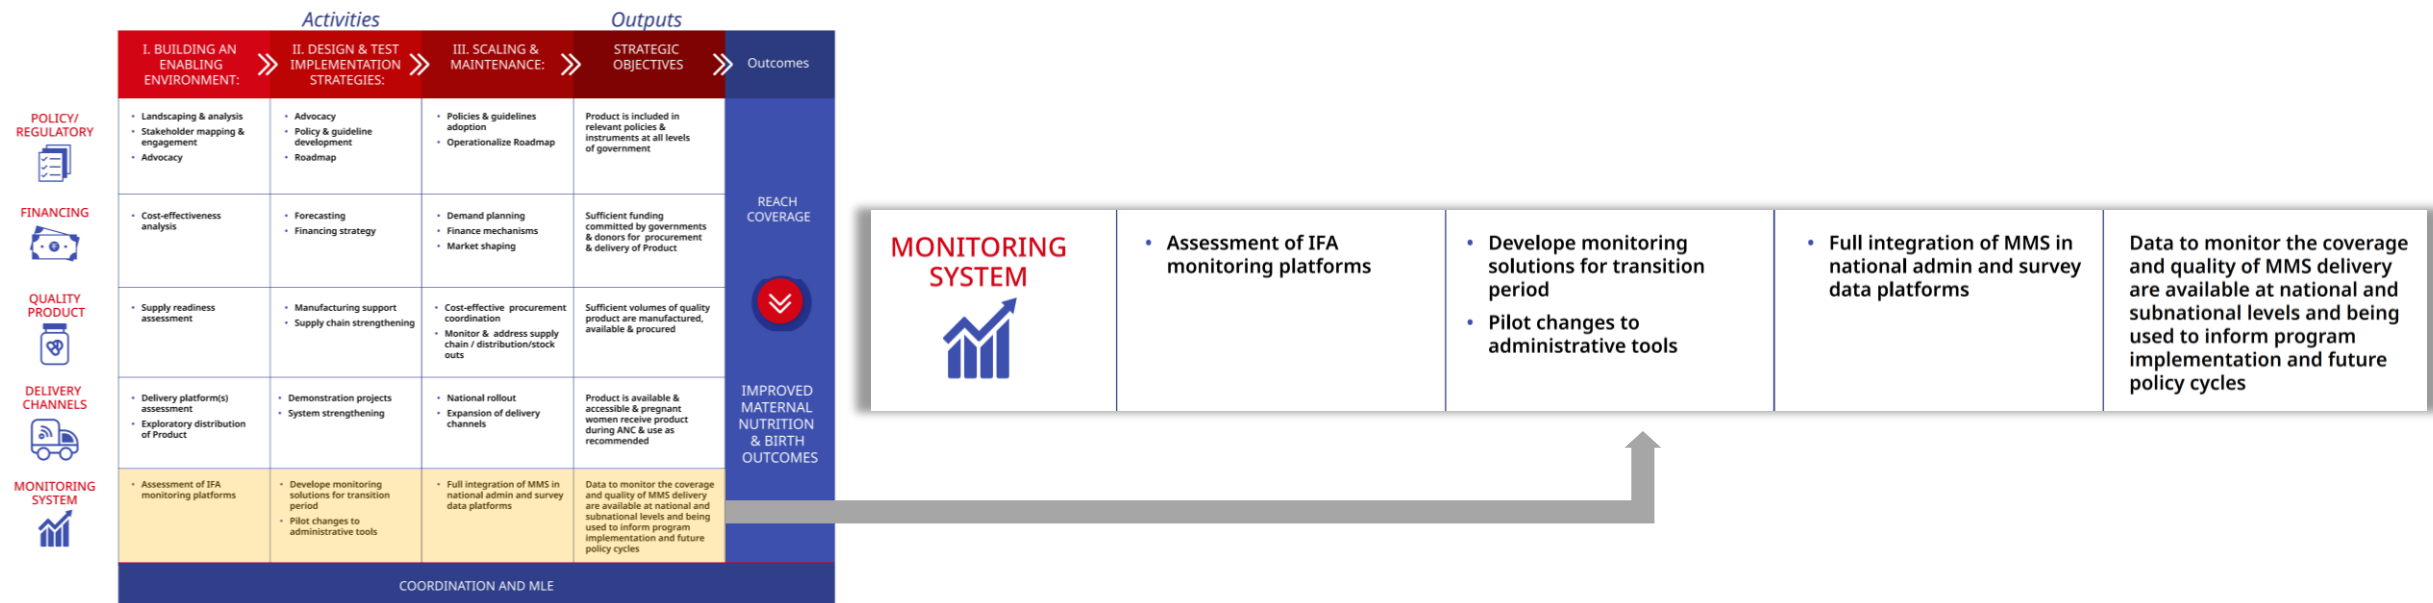 Activities
Outputs
I. BUILDING AN
ENABLING
ENVIRONMENT:
II. DESIGN & TEST
IMPLEMENTATION
STRATEGIES:
III. SCALING &
MAINTENANCE:
STRATEGIC
OBJECTIVES
Outcomes
POLICY/
REGULATORY
• Landscaping & analysis
• Stakeholder mapping &
engagement
• Advocacy
• Advocacy
• Policy & guideline
development
• Roadmap
• Policies & guidelines
adoption
• Operationalize Roadmap
Product is included in
relevant policies &
instruments at all levels
of government
FINANCING
• Cost-effectiveness
analysis
• Forecasting
• Financing strategy
• Demand planning
• Finance mechanisms
• Market shaping
Sufficient funding
committed by governments
& donors for procurement
& delivery of Product
REACH
COVERAGE
QUALITY
PRODUCT
• Supply readiness
assessment
• Manufacturing support
• Supply chain strengthening
• Cost-effective procurement
coordination
• Monitor & address supply
chain / distribution/stock
outs
Sufficient volumes of quality
product are manufactured,
available & procured
DELIVERY
CHANNELS
• Delivery platform(s)
assessment
• Exploratory distribution
of Product
• Demonstration projects
• System strengthening
• National rollout
• Expansion of delivery
channels
Product is available &
accessible & pregnant
women receive product
during ANC & use as
recommended
IMPROVED
MATERNAL
NUTRITION
& BIRTH
OUTCOMES
MONITORING
SYSTEM
• Assessment of IFA
monitoring platforms
• Develope monitoring
solutions for transition
period
• Pilot changes to
administrative tools
• Full integration of MMS in
national admin and survey
data platforms
Data to monitor the coverage
and quality of MMS delivery
are available at national and
subnational levels and being
used to inform program
implementation and future
policy cycles
COORDINATION AND MLE
MONITORING
SYSTEM
• Assessment of IFA
monitoring platforms
• Develope monitoring
solutions for transition
period
• Pilot changes to
administrative tools
• Full integration of MMS in
national admin and survey
data platforms
Data to monitor the coverage
and quality of MMS delivery
are available at national and
subnational levels and being
used to inform program
implementation and future
policy cycles